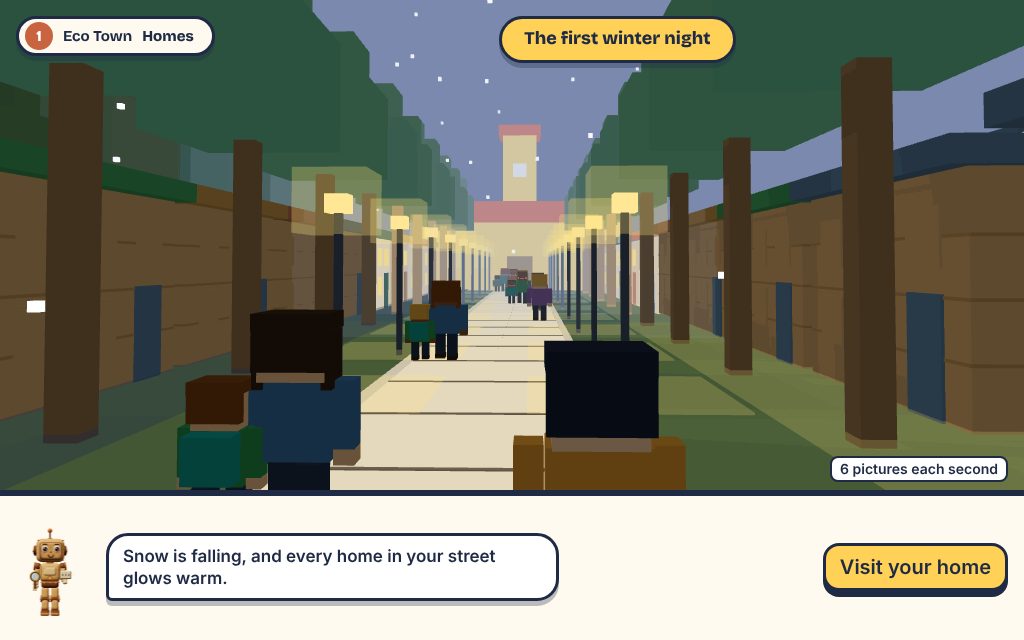 1 Eco Town Homes
The first winter night
6 pictures each second
Snow is falling, and every home in your street
glows warm.
Visit your home